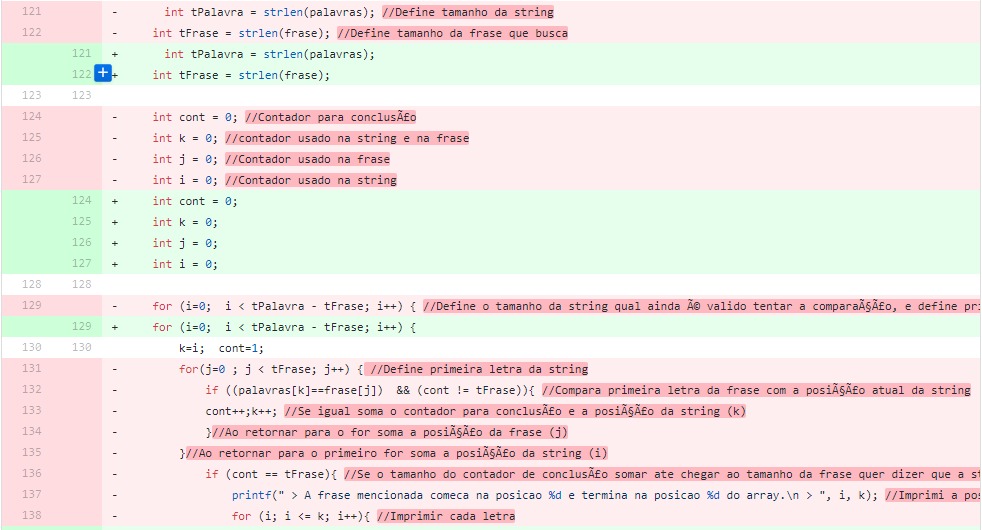 121 - int tPalavra = strlen(palavras); //Define tamanho da string
122 - int tFrase = strlen(frase); //Define tamanho da frase que busca
121 + int tPalavra = strlen(palavras);
122 + + int tFrase = strlen(frase);
123 123
124 - int cont = 0; //Contador para conclusÃ£o
125 - int k = 0; //contador usado na string e na frase
126 - int j = 0; //Contador usado na frase
127 - int i = 0; //Contador usado na string
124 + int cont = 0;
125 + int k = 0;
126 + int j = 0;
127 + int i = 0;
128 128
129 - for (i=0;  i < tPalavra - tFrase; i++) { //Define o tamanho da string qual ainda Ã© valido tentar a comparaÃ§Ã£o, e define pri
129 + for (i=0;  i < tPalavra - tFrase; i++) {
130 130 k=i;  cont=1;
131 - for(j=0 ; j < tFrase; j++) { //Define primeira letra da string
132 - if ((palavras[k]==frase[j])  && (cont != tFrase)){ //Compara primeira letra da frase com a posiÃ§Ã£o atual da string
133 - cont++;k++; //Se igual soma o contador para conclusÃ£o e a posiÃ§Ã£o da string (k)
134 - }//Ao retornar para o for soma a posiÃ§Ã£o da frase (j)
135 - }//Ao retornar para o primeiro for soma a posiÃ§Ã£o da string (i)
136 - if (cont == tFrase){ //Se o tamanho do contador de conclusÃ£o somar ate chegar ao tamanho da frase quer dizer que a st
137 - printf(" > A frase mencionada comeca na posicao %d e termina na posicao %d do array.\n > ", i, k); //Imprimi a pos
138 - for (i; i <= k; i++){ //Imprimir cada letra